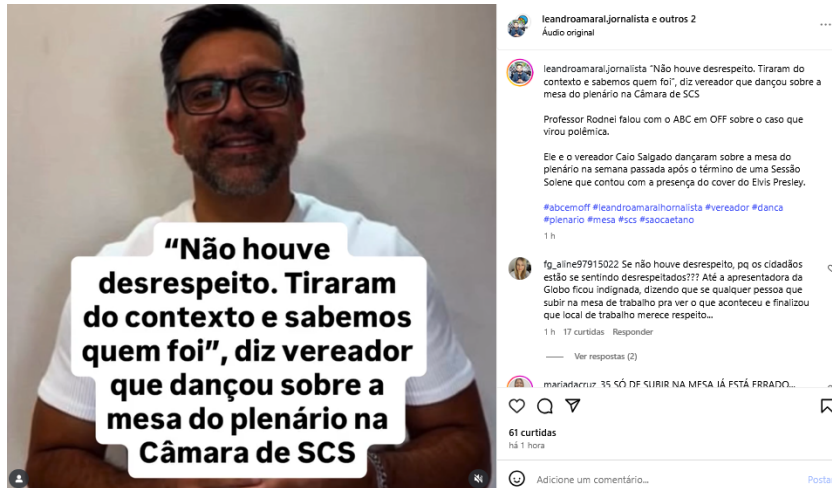 “Não houve
desrespeito. Tiraram
do contexto e sabemos
quem foi”, diz vereador
que dançou sobre a
mesa do plenário na
Câmara de SCS
leandroamaral.jornalista e outros 2
Áudio original
leandroamaral.jornalista “Não houve desrespeito. Tiraram do
contexto e sabemos quem foi”, diz vereador que dançou sobre a
mesa do plenário na Câmara de SCS
Professor Rodnei falou com o ABC em OFF sobre o caso que
virou polêmica.
Ele e o vereador Caio Salgado dançaram sobre a mesa do
plenário na semana passada após o término de uma Sessão
Solene que contou com a presença do cover do Elvis Presley.
#abcemoff #leandroamaralhornalista #vereador #danca
#plenario #mesa #scs #saocaetano
1 h
fg_aline97915022 Se não houve desrespeito, pq os cidadãos
estão se sentindo desrespeitados??? Até a apresentadora da
Globo ficou indignada, dizendo que se qualquer pessoa que
subir na mesa de trabalho pra ver o que aconteceu e finalizou
que local de trabalho merece respeito...
1 h 17 curtidas Responder
Ver respostas (2)
mariadacruz_35 SÓ DE SUBIR NA MESA JÁ ESTÁ ERRADO...
61 curtidas
há 1 hora
Adicione um comentário...
Postar